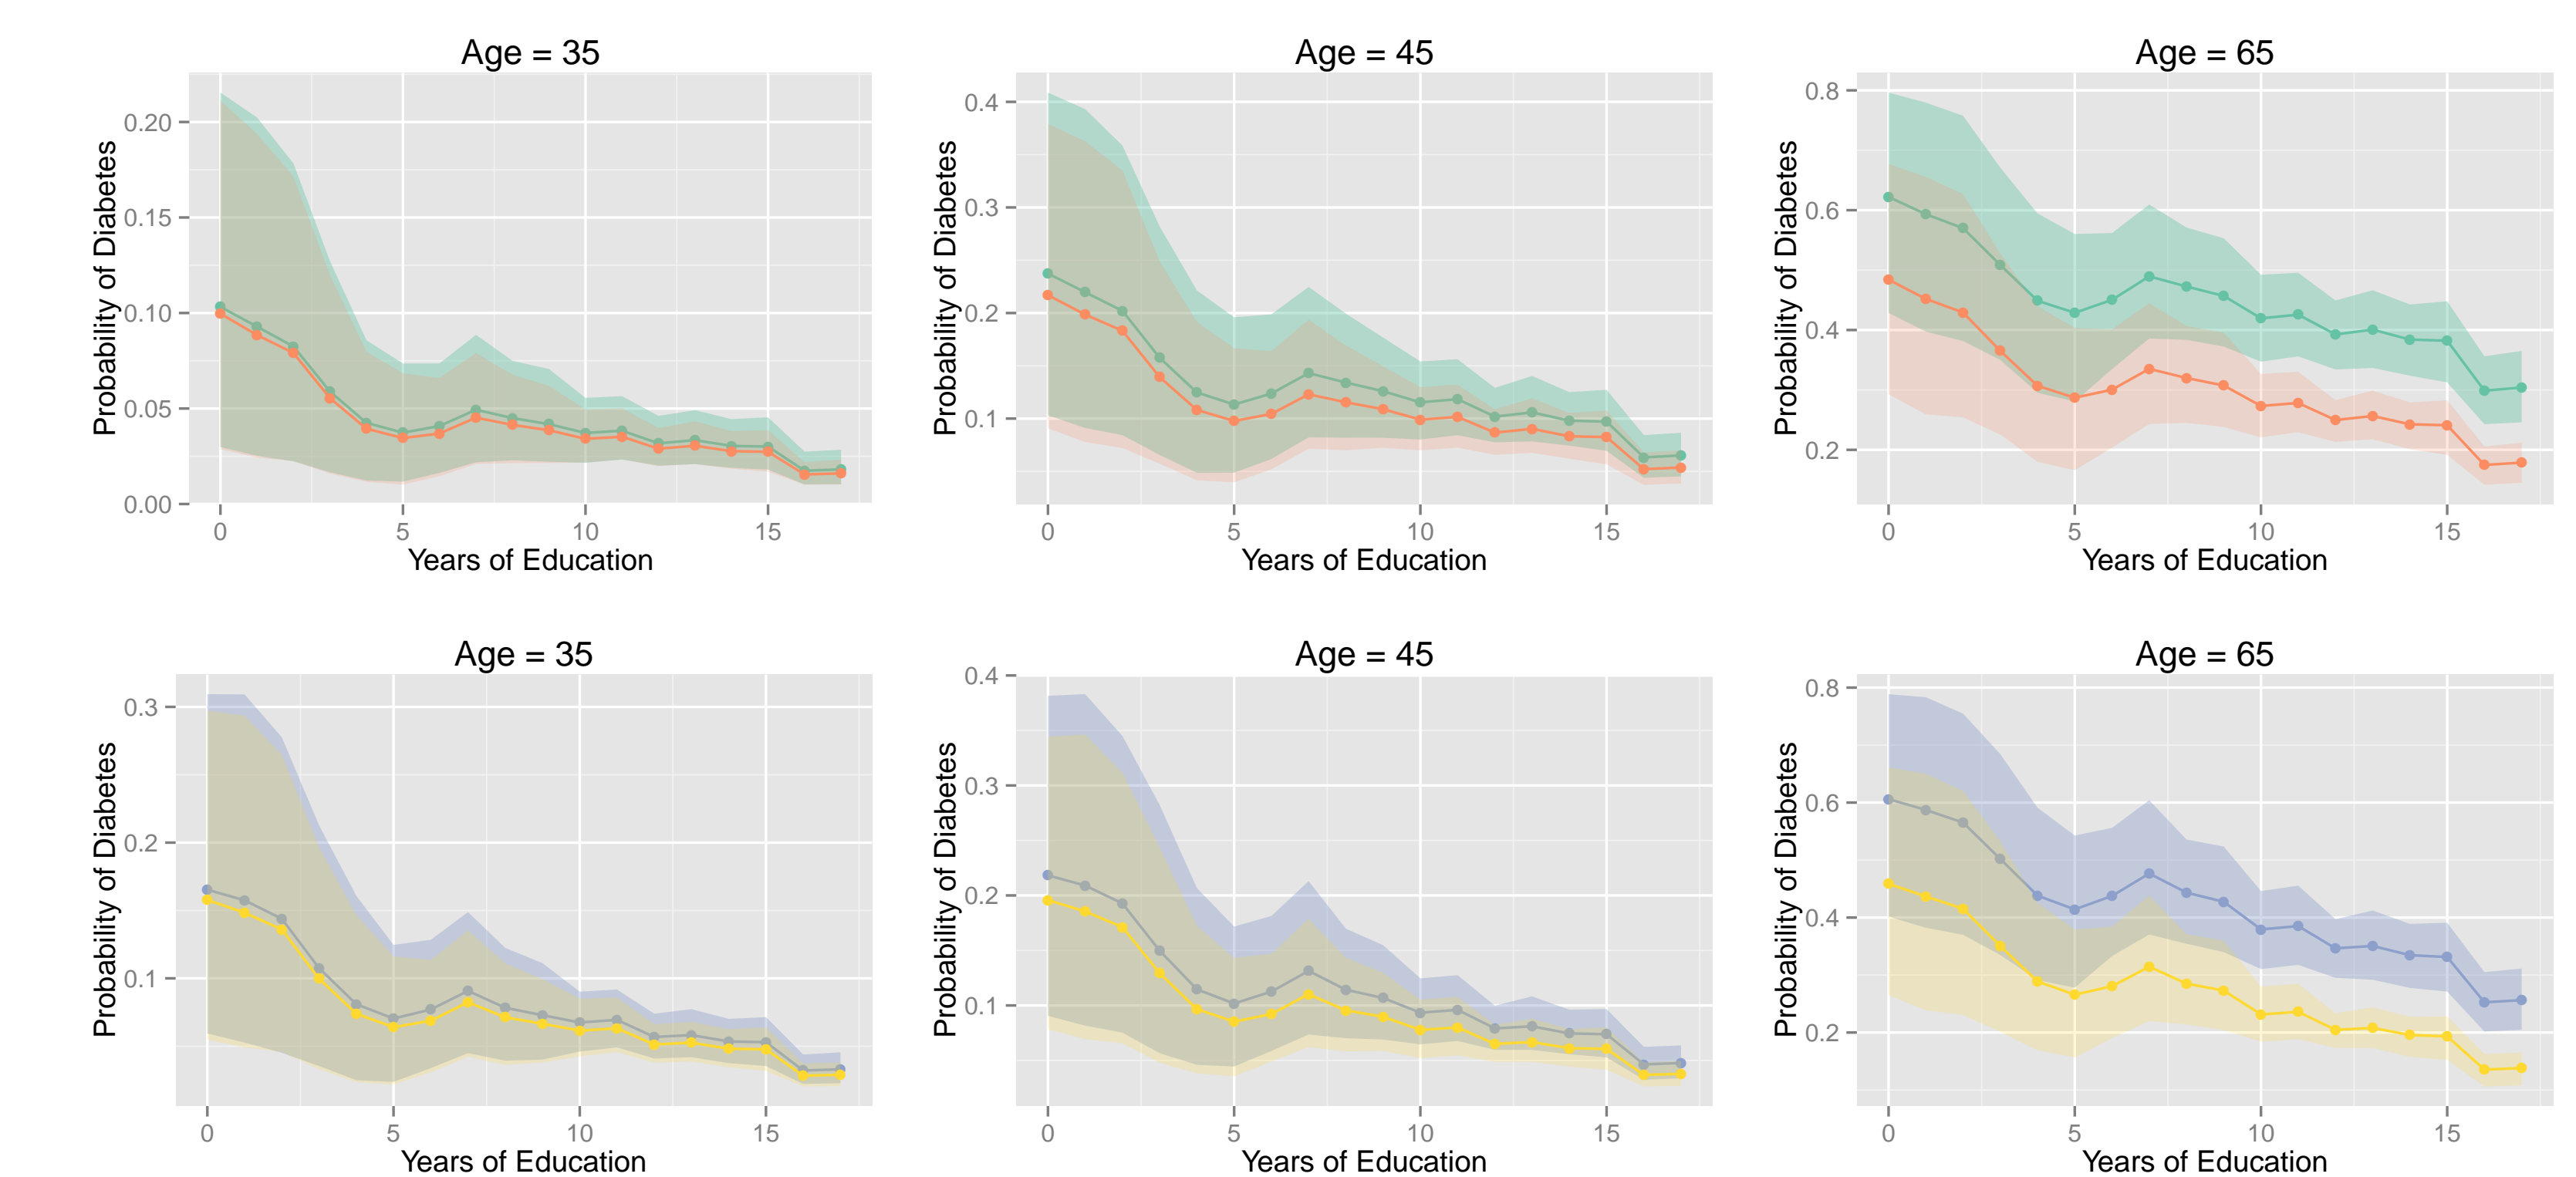 Age = 35
Probability of Diabetes
0.20
0.15
0.10
0.05
0.00
0 5 10 15
Years of Education
Age = 45
Probability of Diabetes
0.4
0.3
0.2
0.1
0 5 10 15
Years of Education
Age = 65
Probability of Diabetes
0.8
0.6
0.4
0.2
0 5 10 15
Years of Education
Age = 35
Probability of Diabetes
0.3
0.2
0.1
0 5 10 15
Years of Education
Age = 45
Probability of Diabetes
0.4
0.3
0.2
0.1
0 5 10 15
Years of Education
Age = 65
Probability of Diabetes
0.8
0.6
0.4
0.2
0 5 10 15
Years of Education